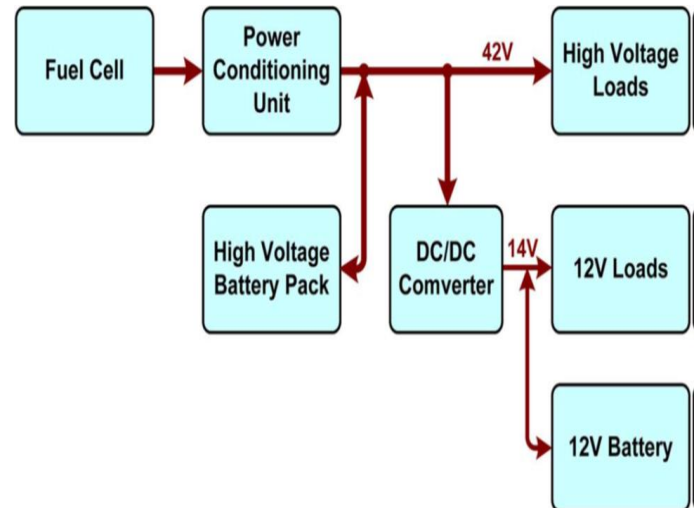 Fuel Cell
Power
Conditioning
Unit
42V
High Voltage
Loads
High Voltage
Battery Pack
DC/DC
Comverter
14V
12V Loads
12V Battery